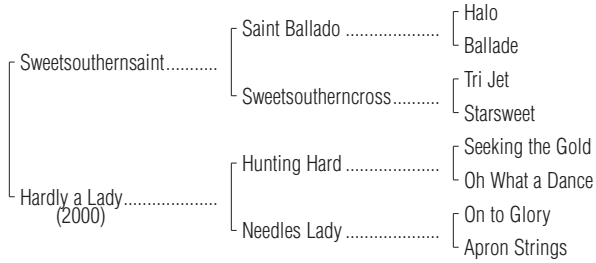 Halo
Saint Ballado ...................
Ballade
Sweetsouthernsaint...........
Tri Jet
Sweetsoutherncross..........
Starsweet
Seeking the Gold
Hunting Hard ...................
Oh What a Dance
Hardly a Lady....................
(2000)
On to Glory
Needles Lady ...................
Apron Strings